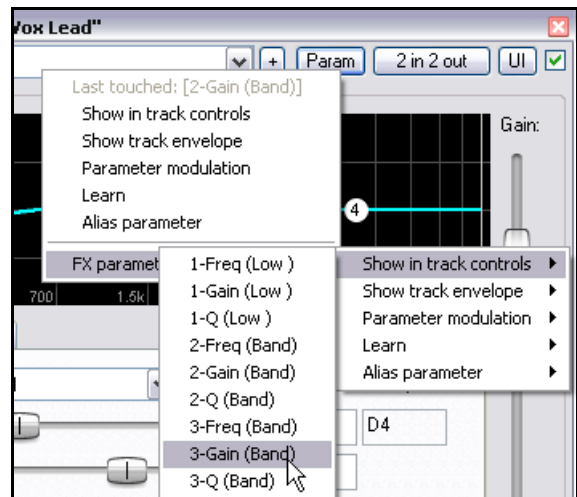 Vox Lead"
+ Param 2 in 2 out UI
Last touched: [2-Gain (Band)]
Show in track controls
Show track envelope
Parameter modulation
Learn
Alias parameter
Gain:
4
FX paramet
700 1.5k
1-Freq (Low )
1-Gain (Low )
1-Q (Low )
2-Freq (Band)
2-Gain (Band)
2-Q (Band)
3-Freq (Band)
3-Gain (Band)
3-Q (Band)
Show in track controls
Show track envelope
Parameter modulation
Learn
Alias parameter
D4